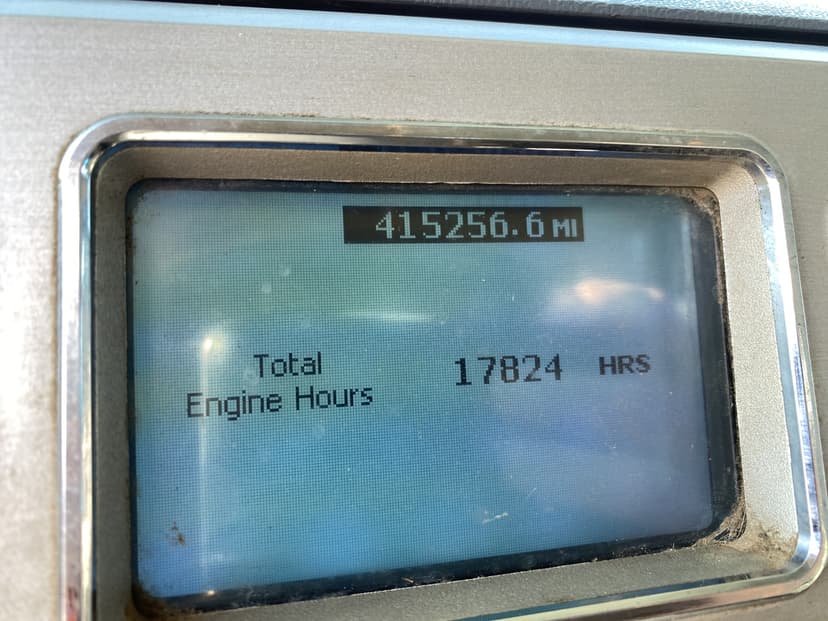 415256.6 MI
Total
Engine Hours 17824 HRS